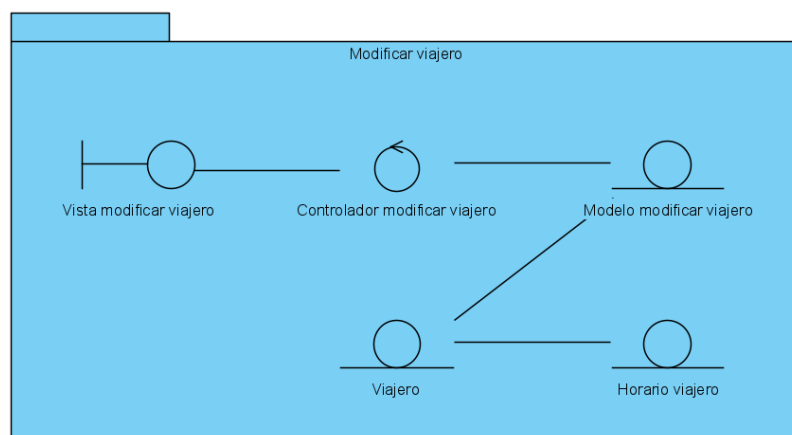 Modificar viajero
Vista modificar viajero
Controlador modificar viajero
Modelo modificar viajero
Viajero
Horario viajero